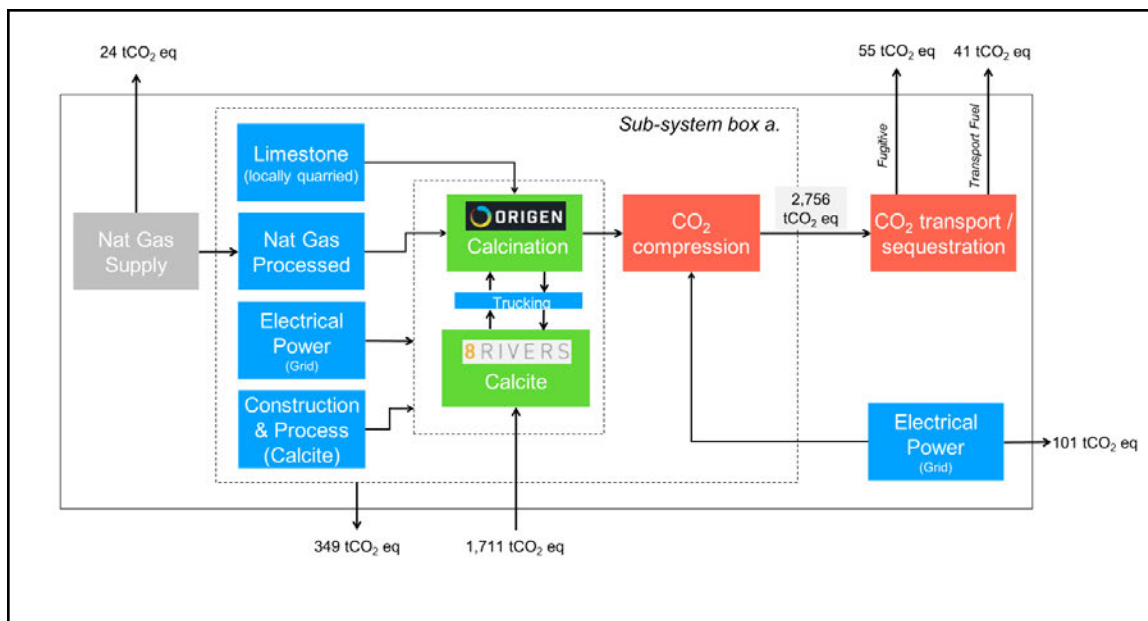 24 tCO₂ eq
55 tCO₂ eq
41 tCO₂ eq
Sub-system box a.
Fugitive
Transport Fuel
Limestone
(locally quarried)
Nat Gas
Supply
Nat Gas
Processed
ORIGEN
Calcination
CO₂
compression
2,756
tCO₂ eq
CO₂ transport /
sequestration
Trucking
Electrical
Power
(Grid)
8 RIVERS
Calcite
Construction
& Process
(Calcite)
Electrical
Power
(Grid)
101 tCO₂ eq
349 tCO₂ eq
1,711 tCO₂ eq